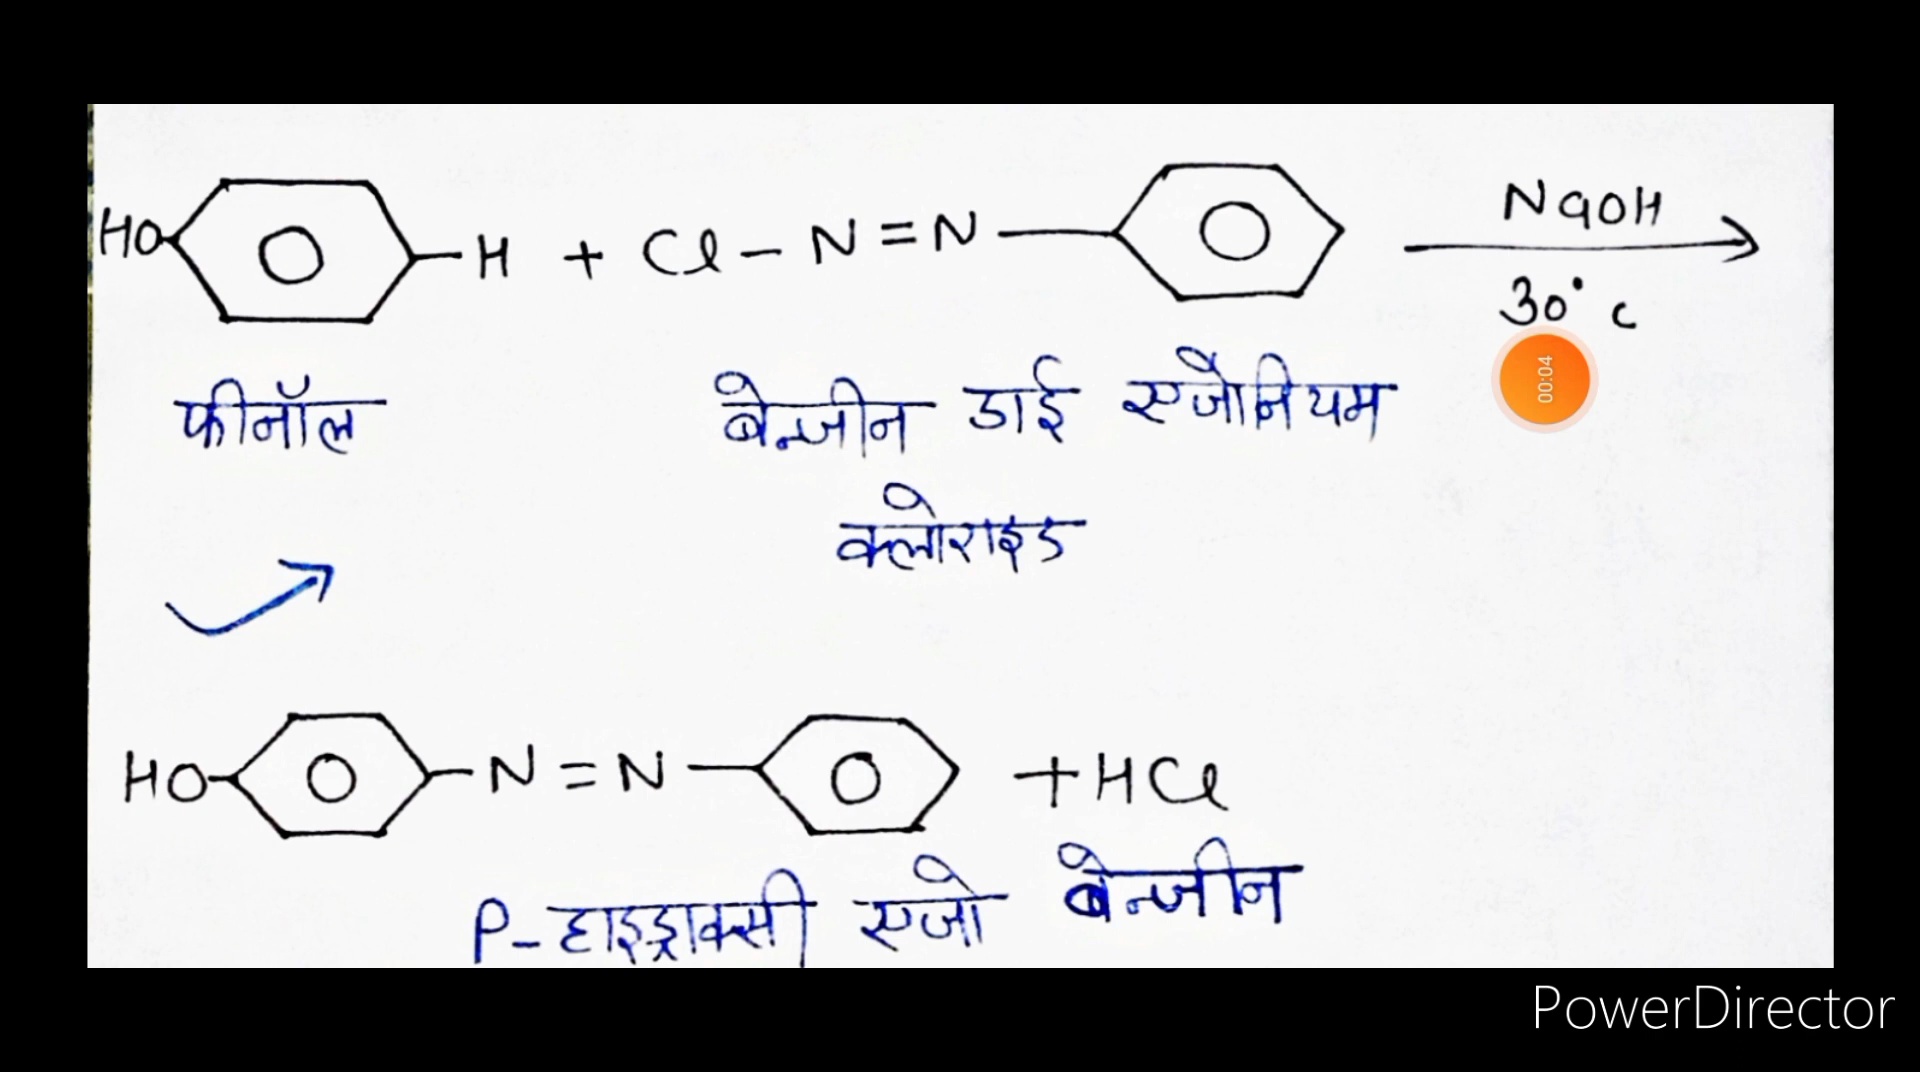 HO H + Cl - N = N NaOH
30° c
00:04
फीनॉल बेन्जीन डाई एजोनियम
क्लोराइड
HO N = N + HCl
P-हाइड्राक्सी एजो बेन्जीन
PowerDirector